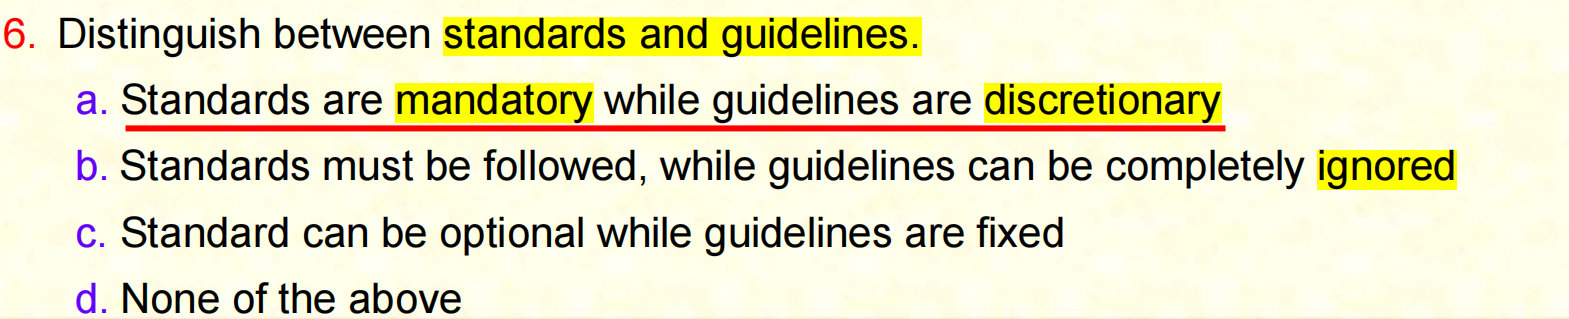 6. Distinguish between standards and guidelines.
a. Standards are mandatory while guidelines are discretionary
b. Standards must be followed, while guidelines can be completely ignored
c. Standard can be optional while guidelines are fixed
d. None of the above